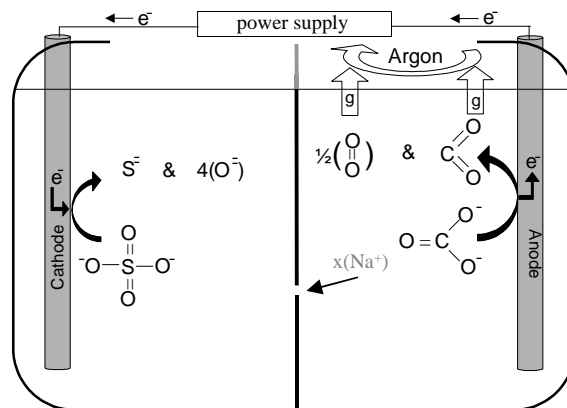 e⁻ power supply e⁻
Argon
g g
½(O=O) & C=O O
S⁼ & 4(O⁼)
⁻O–S–O⁻ O O
O=C O⁻ O⁻
x(Na⁺)
e⁻ e⁻
Cathode
Anode